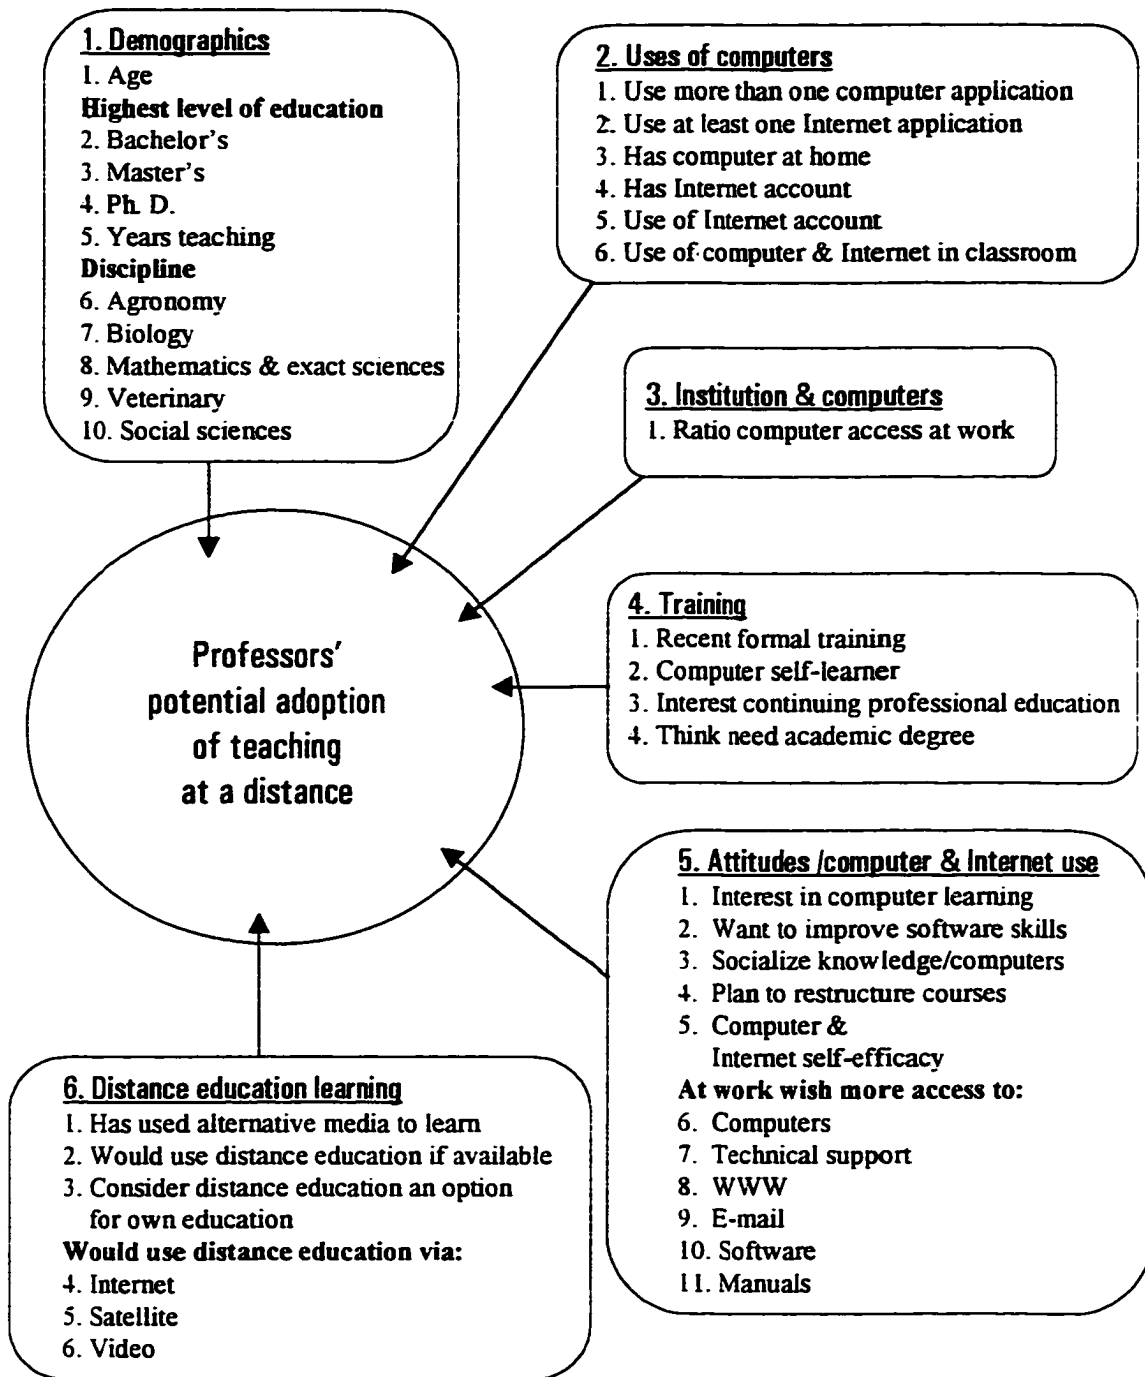 1. Demographics
1. Age
Highest level of education
2. Bachelor's
3. Master's
4. Ph. D.
5. Years teaching
Discipline
6. Agronomy
7. Biology
8. Mathematics & exact sciences
9. Veterinary
10. Social sciences
2. Uses of computers
1. Use more than one computer application
2. Use at least one Internet application
3. Has computer at home
4. Has Internet account
5. Use of Internet account
6. Use of computer & Internet in classroom
3. Institution & computers
1. Ratio computer access at work
Professors'
potential adoption
of teaching
at a distance
4. Training
1. Recent formal training
2. Computer self-learner
3. Interest continuing professional education
4. Think need academic degree
5. Attitudes /computer & Internet use
1. Interest in computer learning
2. Want to improve software skills
3. Socialize knowledge/computers
4. Plan to restructure courses
5. Computer &
Internet self-efficacy
At work wish more access to:
6. Computers
7. Technical support
8. WWW
9. E-mail
10. Software
11. Manuals
6. Distance education learning
1. Has used alternative media to learn
2. Would use distance education if available
3. Consider distance education an option
for own education
Would use distance education via:
4. Internet
5. Satellite
6. Video